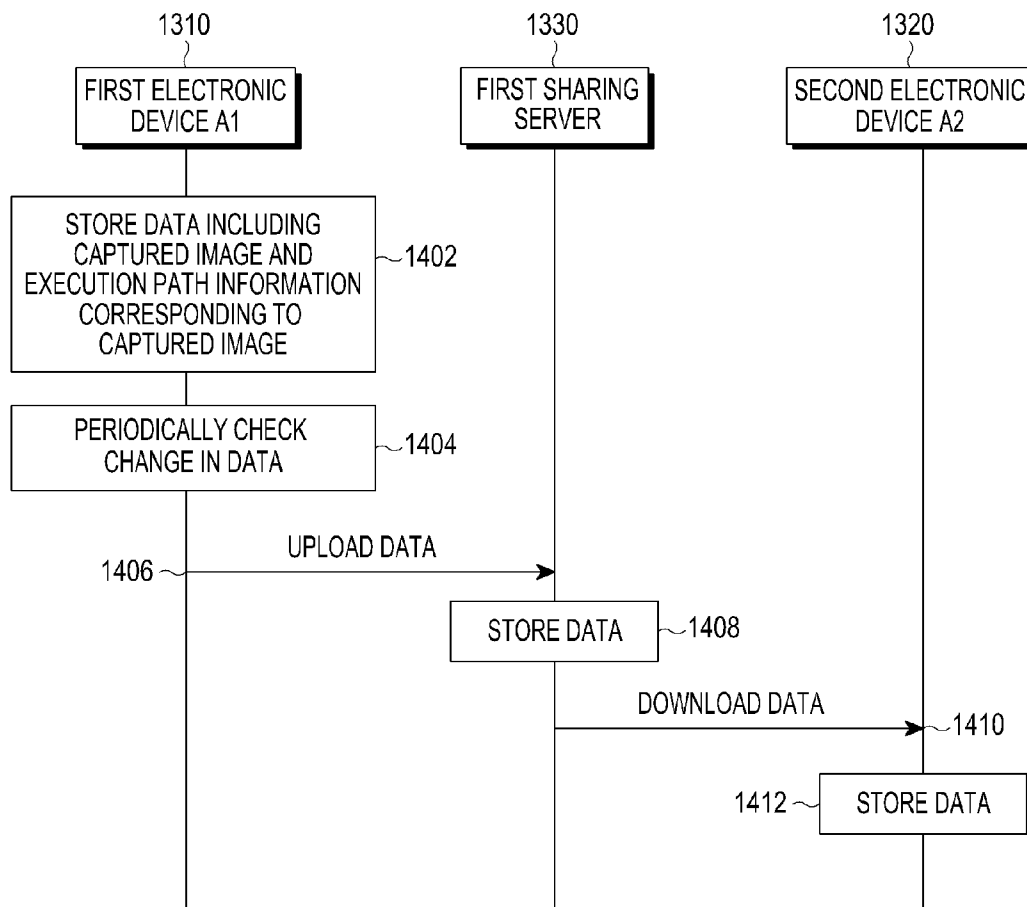 1310
1330
1320
FIRST ELECTRONIC
DEVICE A1
FIRST SHARING
SERVER
SECOND ELECTRONIC
DEVICE A2
STORE DATA INCLUDING
CAPTURED IMAGE AND
EXECUTION PATH INFORMATION
CORRESPONDING TO
CAPTURED IMAGE
1402
PERIODICALLY CHECK
CHANGE IN DATA
1404
UPLOAD DATA
1406
STORE DATA
1408
DOWNLOAD DATA
1410
1412
STORE DATA